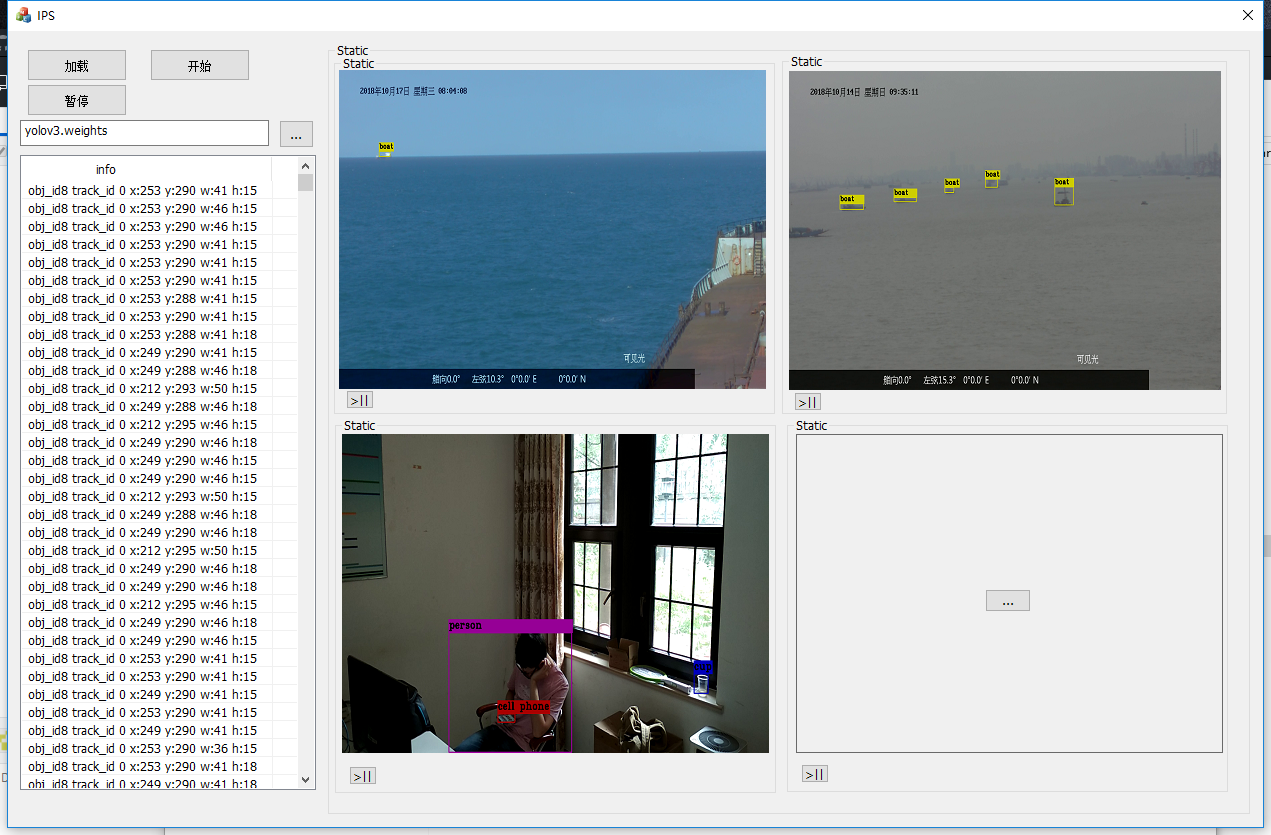 IPS
加载
开始
暂停
yolov3.weights
...
info
obj_id8 track_id 0 x:253 y:290 w:41 h:15
obj_id8 track_id 0 x:253 y:290 w:46 h:15
obj_id8 track_id 0 x:253 y:290 w:46 h:15
obj_id8 track_id 0 x:253 y:290 w:41 h:15
obj_id8 track_id 0 x:253 y:290 w:41 h:15
obj_id8 track_id 0 x:253 y:290 w:41 h:15
obj_id8 track_id 0 x:253 y:288 w:41 h:15
obj_id8 track_id 0 x:253 y:290 w:41 h:15
obj_id8 track_id 0 x:253 y:288 w:41 h:18
obj_id8 track_id 0 x:249 y:290 w:41 h:15
obj_id8 track_id 0 x:249 y:288 w:46 h:18
obj_id8 track_id 0 x:212 y:293 w:50 h:15
obj_id8 track_id 0 x:249 y:288 w:46 h:18
obj_id8 track_id 0 x:212 y:295 w:46 h:15
obj_id8 track_id 0 x:249 y:290 w:46 h:18
obj_id8 track_id 0 x:249 y:290 w:46 h:15
obj_id8 track_id 0 x:249 y:290 w:46 h:15
obj_id8 track_id 0 x:212 y:293 w:50 h:15
obj_id8 track_id 0 x:249 y:288 w:46 h:18
obj_id8 track_id 0 x:249 y:290 w:46 h:18
obj_id8 track_id 0 x:212 y:295 w:50 h:15
obj_id8 track_id 0 x:249 y:290 w:46 h:18
obj_id8 track_id 0 x:249 y:290 w:46 h:18
obj_id8 track_id 0 x:212 y:295 w:46 h:15
obj_id8 track_id 0 x:249 y:290 w:46 h:18
obj_id8 track_id 0 x:249 y:290 w:46 h:15
obj_id8 track_id 0 x:253 y:290 w:41 h:15
obj_id8 track_id 0 x:253 y:290 w:41 h:15
obj_id8 track_id 0 x:249 y:290 w:41 h:15
obj_id8 track_id 0 x:253 y:290 w:41 h:15
obj_id8 track_id 0 x:249 y:290 w:41 h:15
obj_id8 track_id 0 x:253 y:290 w:36 h:15
obj_id8 track_id 0 x:253 y:290 w:41 h:18
obj_id8 track_id 0 x:249 y:290 w:41 h:18
Static
Static
2018年10月17日 星期三 08:04:08
boat
可见光
艏向0.0° 左弦10.3° 0°0.0' E 0°0.0' N
>||
Static
2018年10月14日 星期日 09:35:11
boat
boat
boat
boat
boat
可见光
艏向0.0° 左弦15.3° 0°0.0' E 0°0.0' N
>||
Static
person
cell phone
cup
>||
Static
...
>||